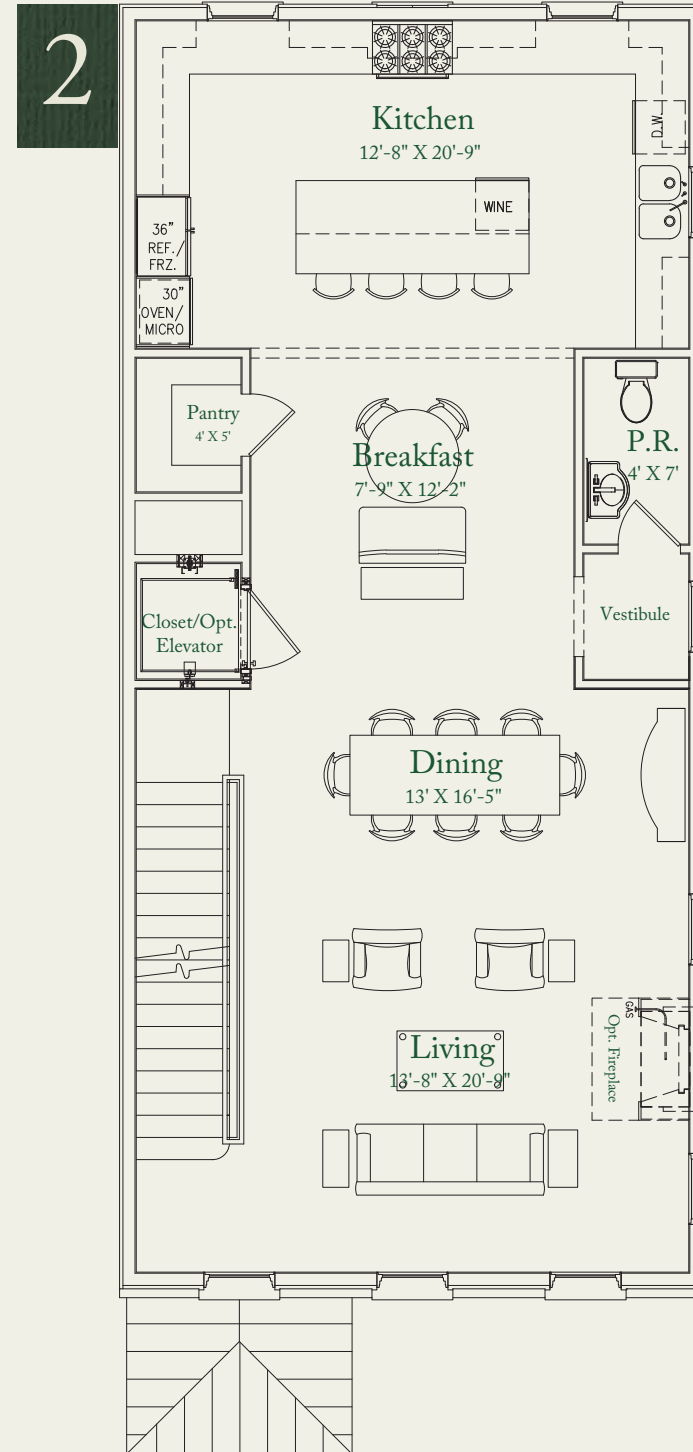 2
Kitchen
12'-8" X 20'-9"
D.W.
WINE
36”
REF./
FRZ.
30”
OVEN/
MICRO
Pantry
4' X 5'
Breakfast
7'-9" X 12'-2"
P.R.
4' X 7'
Closet/Opt.
Elevator
Vestibule
Dining
13' X 16'-5"
GAS
Opt. Fireplace
Living
13'-8" X 20'-9"